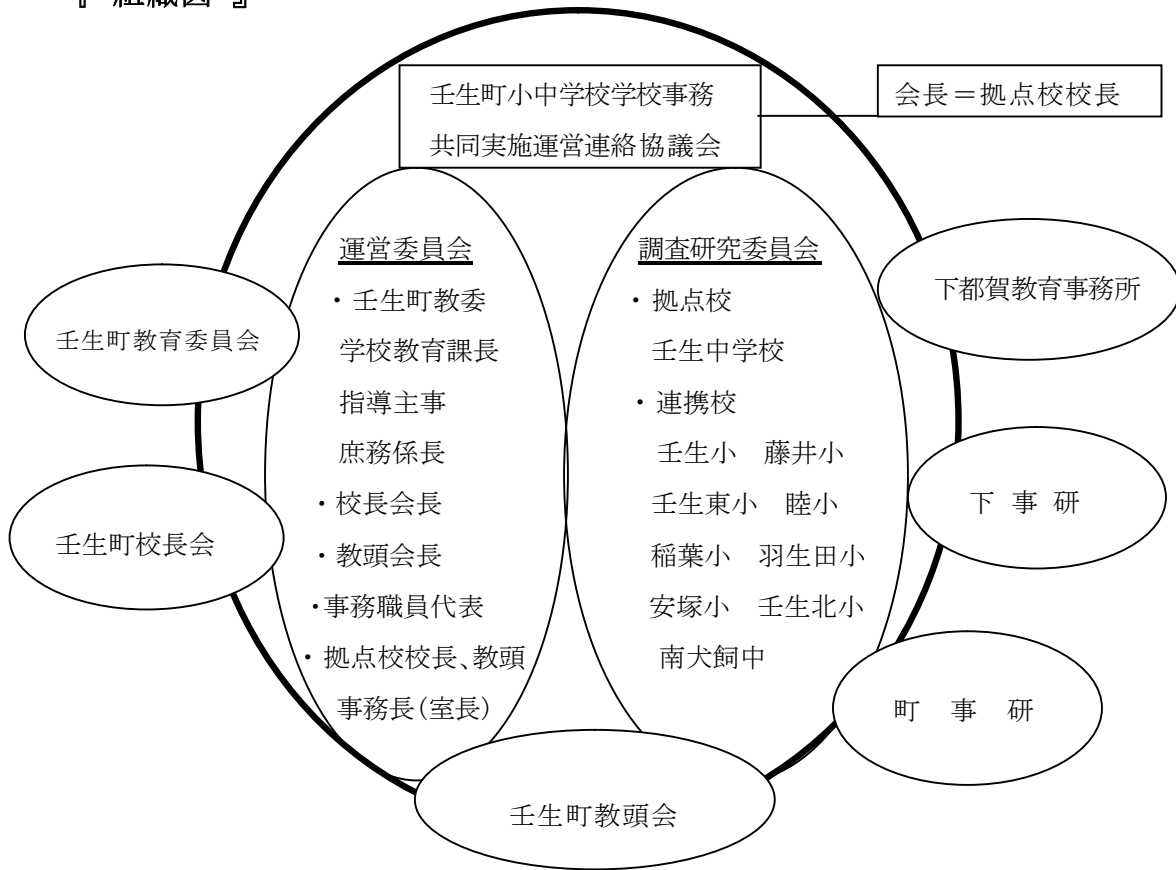 『 組織図 』
壬生町小中学校学校事務
共同実施運営連絡協議会
会長＝拠点校校長
運営委員会
・壬生町教委
学校教育課長
指導主事
庶務係長
・校長会長
・教頭会長
・事務職員代表
・拠点校校長、教頭
事務長(室長)
調査研究委員会
・拠点校
壬生中学校
・連携校
壬生小　藤井小
壬生東小　睦小
稲葉小　羽生田小
安塚小　壬生北小
南犬飼中
壬生町教育委員会
壬生町校長会
下都賀教育事務所
下 事 研
町 事 研
壬生町教頭会